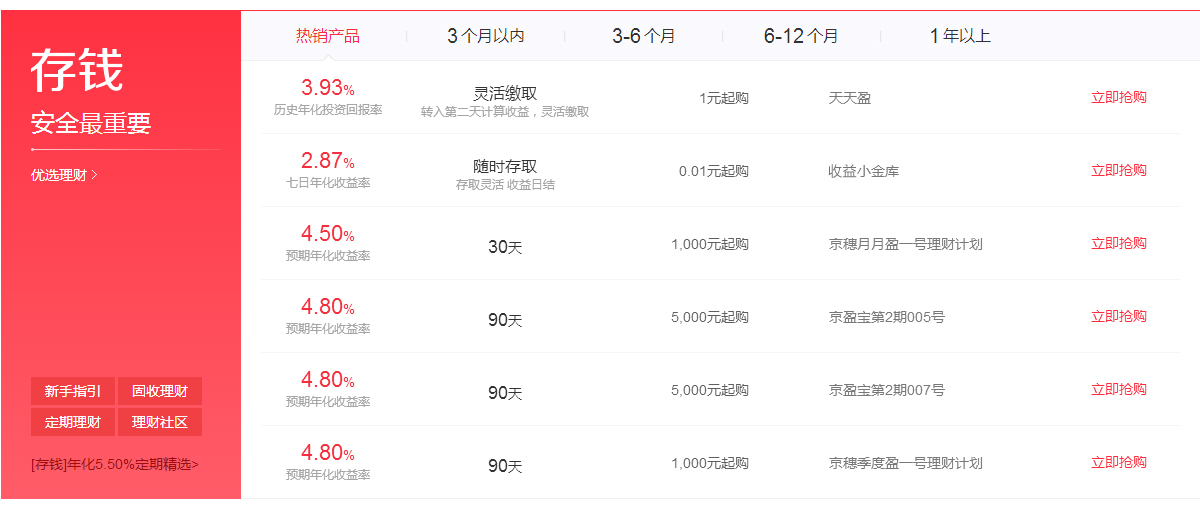 存钱
安全最重要
优选理财 >
新手指引 固收理财
定期理财 理财社区
[存钱]年化5.50%定期精选>
热销产品 3个月以内 3-6个月 6-12个月 1年以上
3.93% 灵活缴取 1元起购 天天盈 立即抢购
历史年化投资回报率 转入第二天计算收益，灵活缴取
2.87% 随时存取 0.01元起购 收益小金库 立即抢购
七日年化收益率 存取灵活 收益日结
4.50% 30天 1,000元起购 京穗月月盈一号理财计划 立即抢购
预期年化收益率
4.80% 90天 5,000元起购 京盈宝第2期005号 立即抢购
预期年化收益率
4.80% 90天 5,000元起购 京盈宝第2期007号 立即抢购
预期年化收益率
4.80% 90天 1,000元起购 京穗季度盈一号理财计划 立即抢购
预期年化收益率